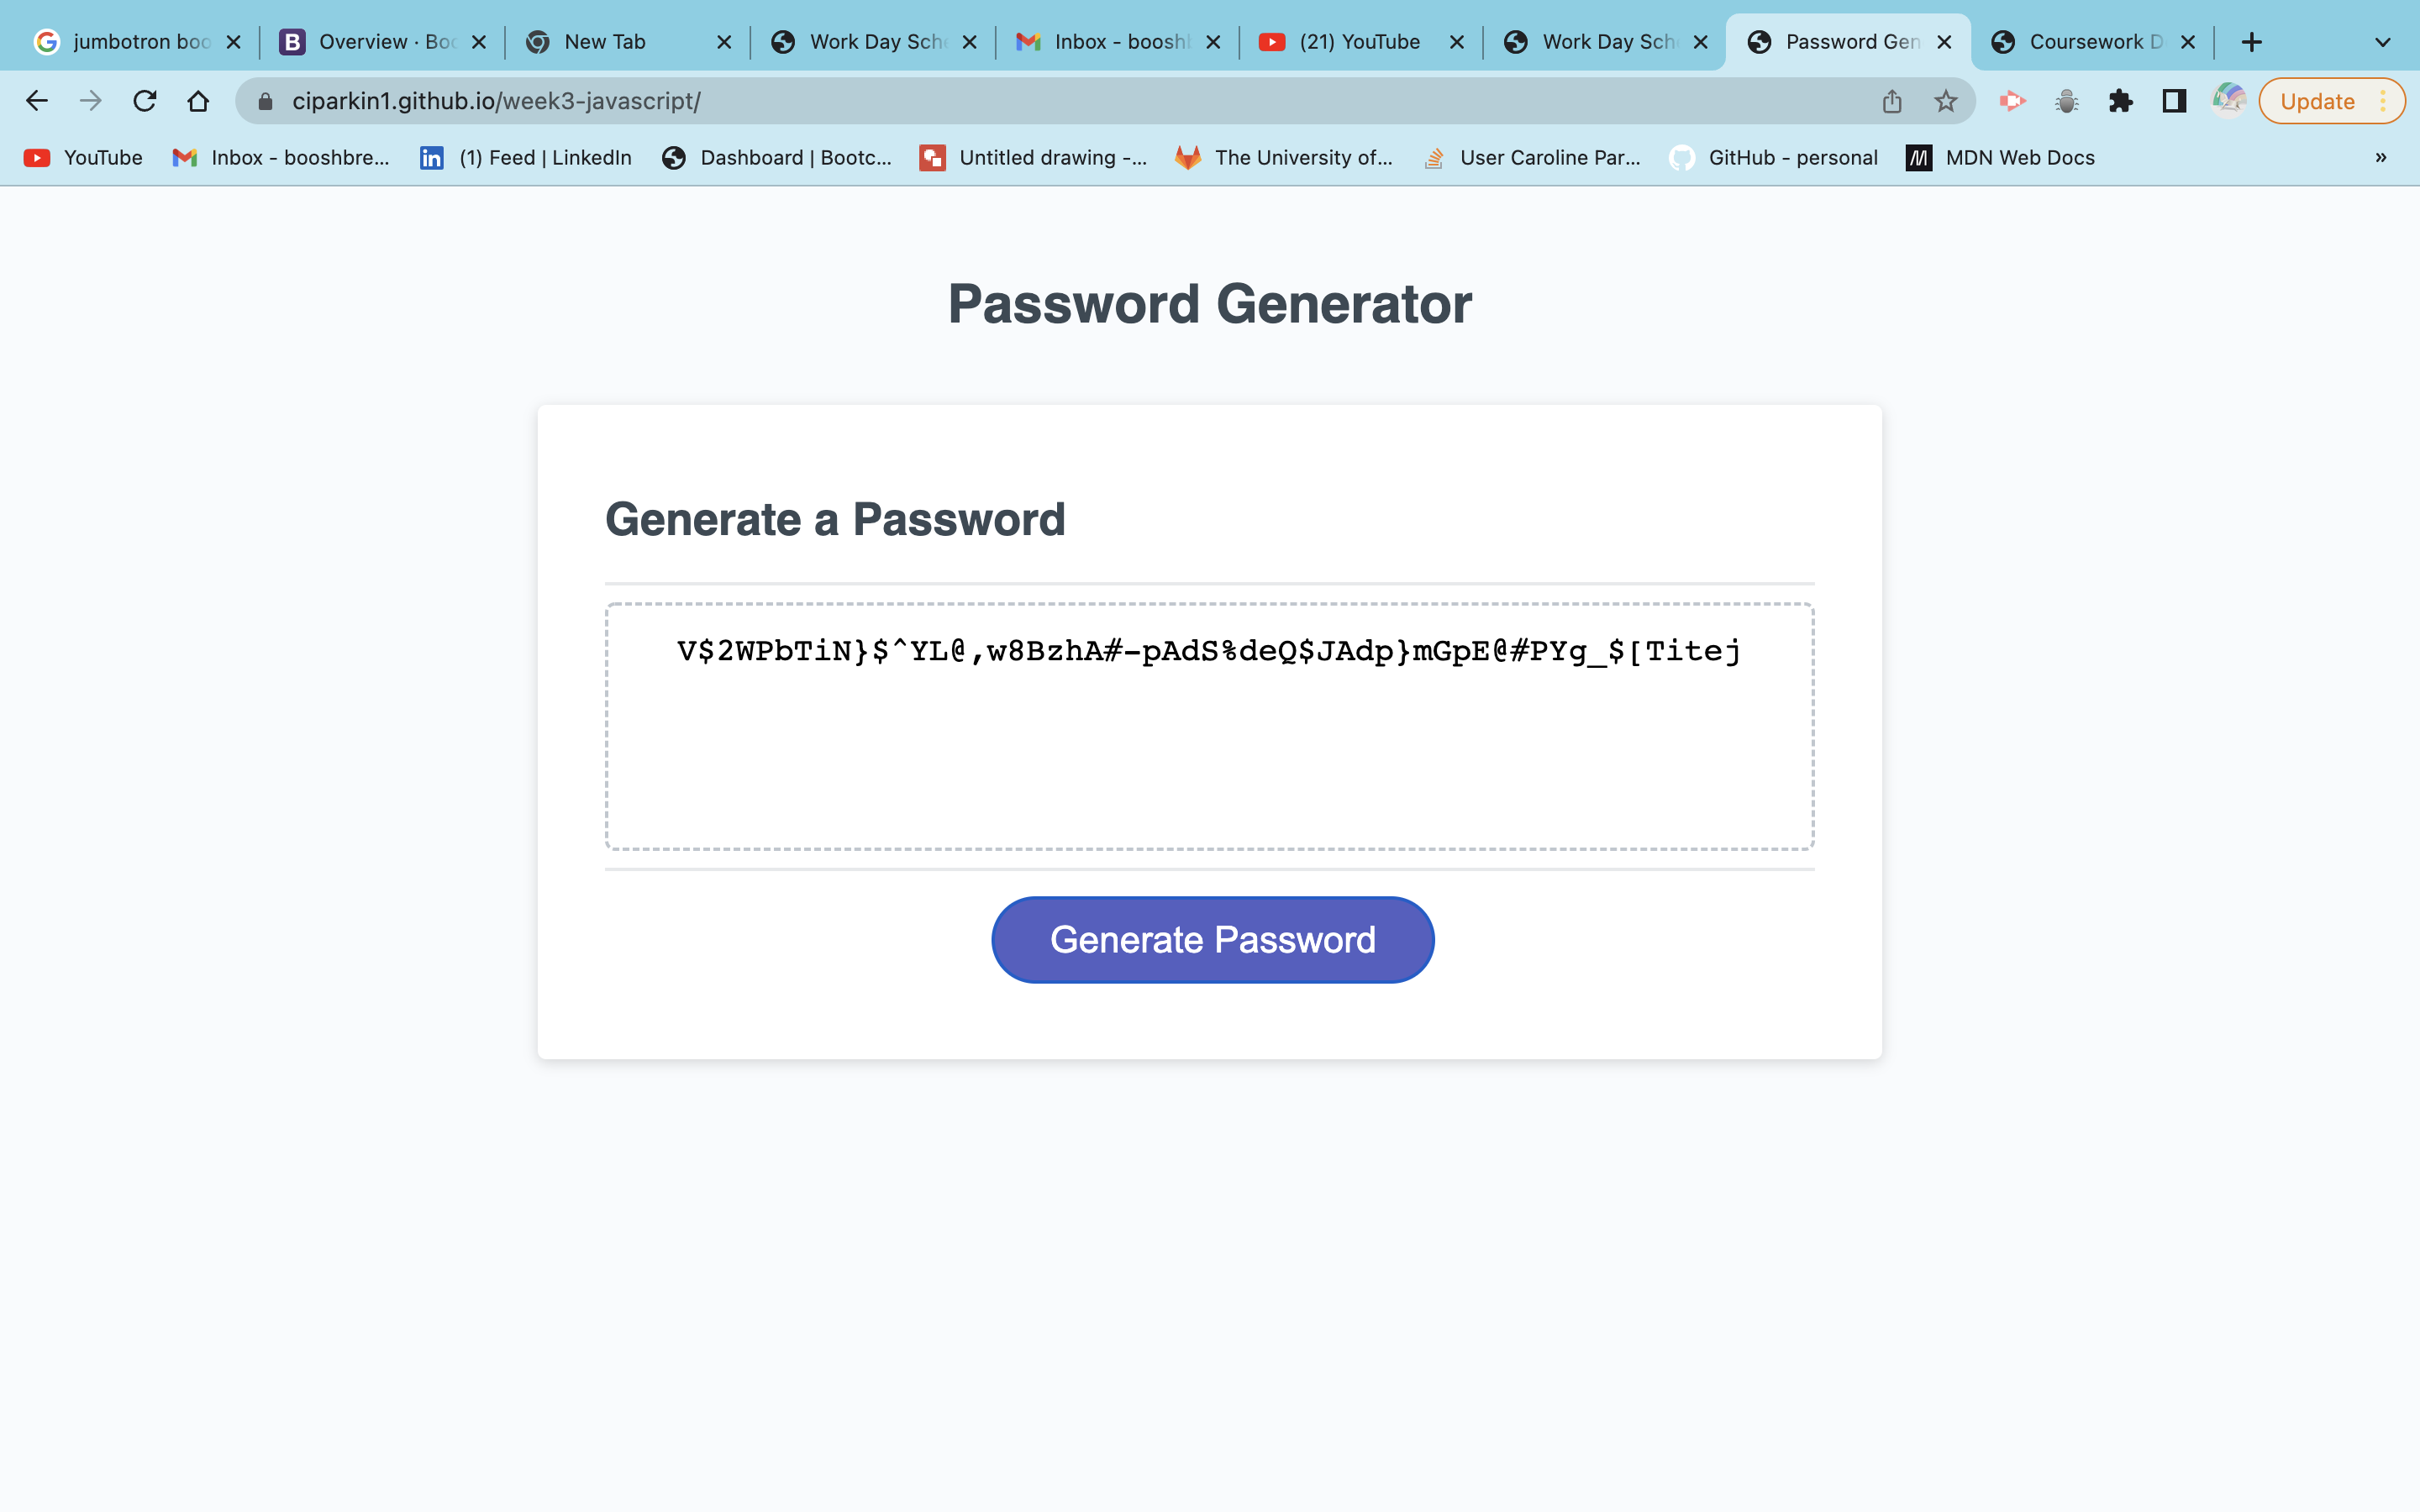 jumbotron boo
Overview · Boo
New Tab
Work Day Sche
Inbox - boosh
(21) YouTube
Work Day Sch
Password Gen
Coursework D
ciparkin1.github.io/week3-javascript/
Update
YouTube
Inbox - booshbre...
(1) Feed | LinkedIn
Dashboard | Bootc...
Untitled drawing -...
The University of...
User Caroline Par...
GitHub - personal
MDN Web Docs
Password Generator
Generate a Password
V$2WPbTiN}$^YL@,w8BzhA#-pAdS%deQ$JAdp}mGpE@#PYg_$[Titej
Generate Password